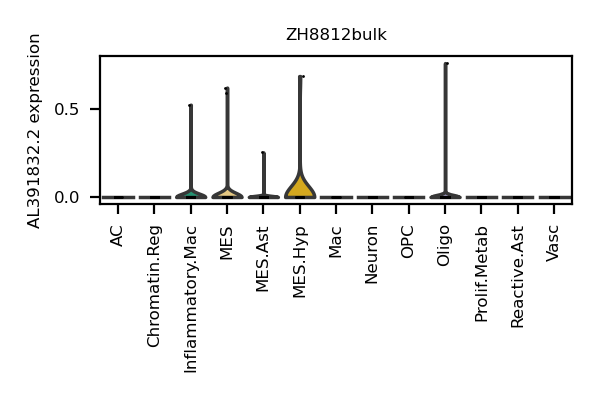 ZH8812bulk
AL391832.2 expression
0.5
0.0
AC
Chromatin.Reg
Inflammatory.Mac
MES
MES.Ast
MES.Hyp
Mac
Neuron
OPC
Oligo
Prolif.Metab
Reactive.Ast
Vasc